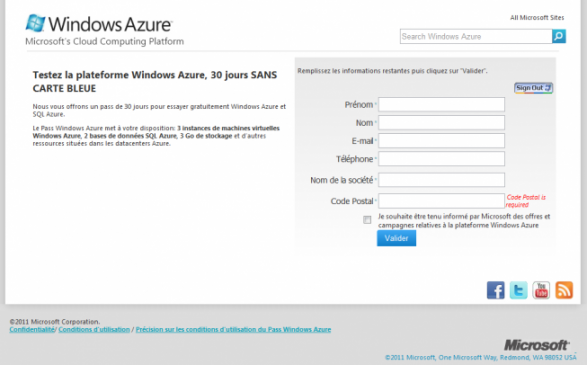 Windows Azure™
Microsoft's Cloud Computing Platform
All Microsoft Sites
Search Windows Azure
Testez la plateforme Windows Azure, 30 jours SANS
CARTE BLEUE
Nous vous offrons un pass de 30 jours pour essayer gratuitement Windows Azure et
SQL Azure.
Le Pass Windows Azure met à votre disposition: 3 instances de machines virtuelles
Windows Azure, 2 bases de données SQL Azure, 3 Go de stockage et d'autres
ressources situées dans les datacenters Azure.
Remplissez les informations restantes puis cliquez sur "Valider".
Sign Out
Prénom *
Nom *
E-mail *
Téléphone *
Nom de la société *
Code Postal *
Code Postal is
required
Je souhaite être tenu informé par Microsoft des offres et
campagnes relatives à la plateforme Windows Azure
Valider
You
Tube
©2011 Microsoft Corporation.
Confidentialité/ Conditions d'utilisation / Précision sur les conditions d'utilisation du Pass Windows Azure
Microsoft
©2011 Microsoft, One Microsoft Way, Redmond, WA 98052 USA